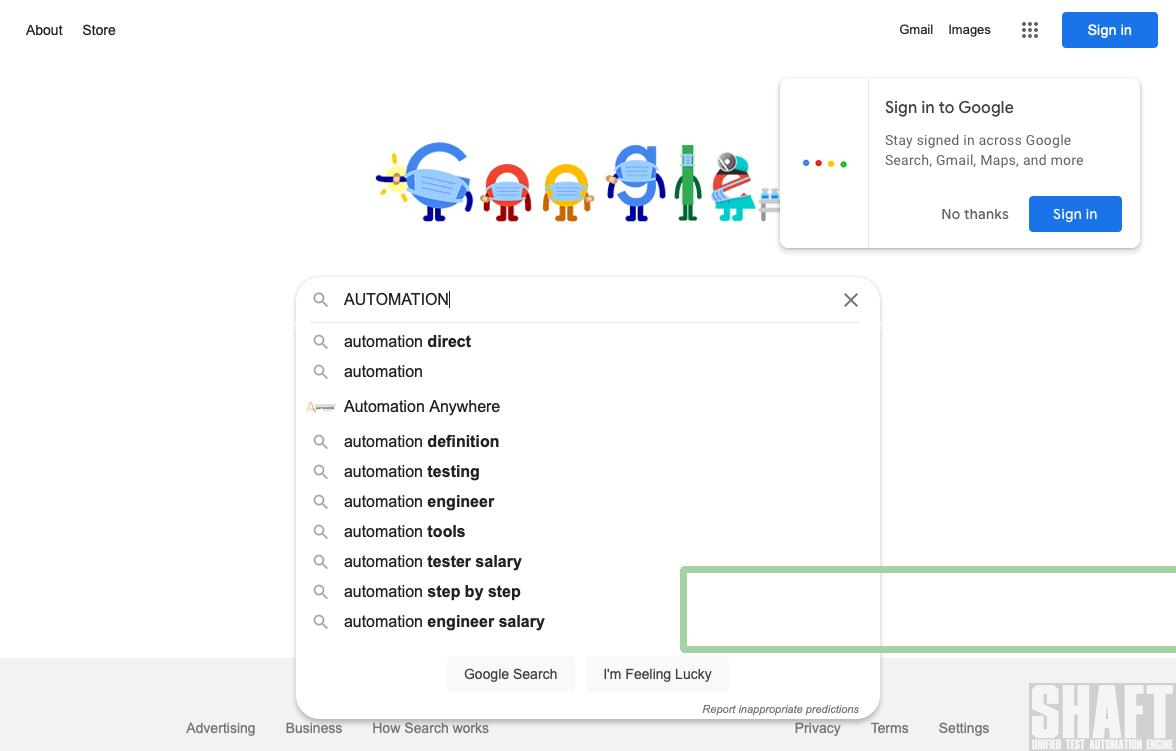 About Store
Gmail Images
Sign in
Sign in to Google
Stay signed in across Google
Search, Gmail, Maps, and more
No thanks
Sign in
Google
AUTOMATION
automation direct
automation
Automation Anywhere
automation definition
automation testing
automation engineer
automation tools
automation tester salary
automation step by step
automation engineer salary
Google Search
I'm Feeling Lucky
Report inappropriate predictions
Advertising Business How Search works
Privacy Terms Settings
SHAFT
UNIFIED TEST AUTOMATION ENGINE